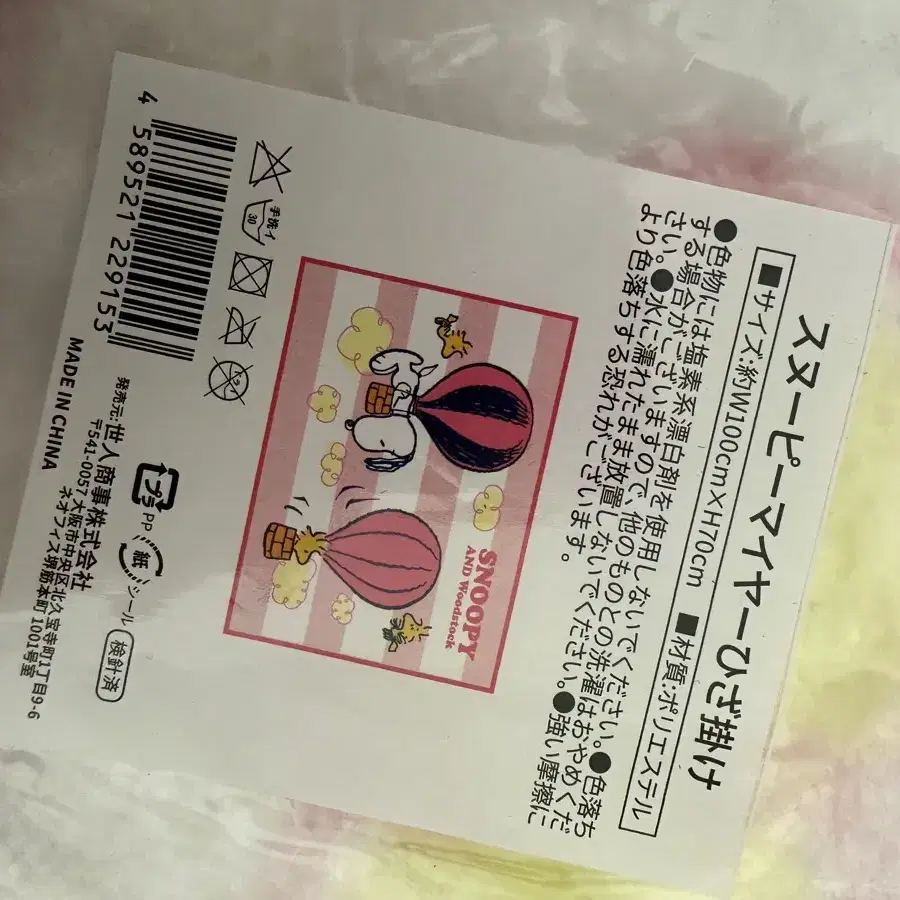 スヌーピーマイヤーひざ掛け
■サイズ:約W100cm×H70cm ■材質:ポリエステル
●色物には塩素系漂白剤を使用しないでください。●色落ち
する場合がございますので、他のものとの洗濯はおやめくだ
さい。●水に濡れたまま放置しないでください。●強い摩擦に
より色落ちする恐れがございます。
SNOOPY
AND Woodstock
手洗イ
30
4 589521 229153
プラ PP 紙 シール 検針済
発売元:世人商事株式会社
〒541-0057 大阪市中央区北久宝寺町1丁目9-6
ネオフィス堺筋本町1001号室
MADE IN CHINA